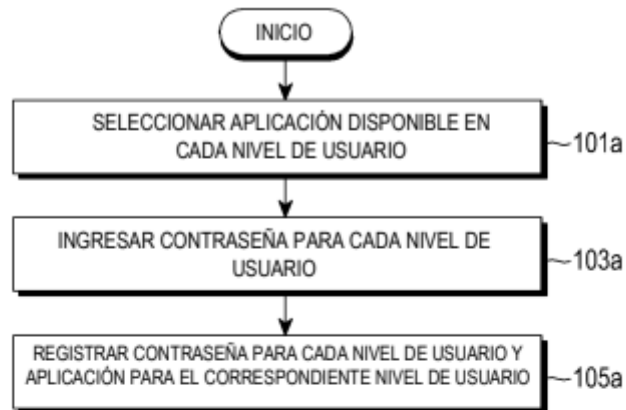 INICIO
SELECCIONAR APLICACIÓN DISPONIBLE EN
CADA NIVEL DE USUARIO
101a
INGRESAR CONTRASEÑA PARA CADA NIVEL DE
USUARIO
103a
REGISTRAR CONTRASEÑA PARA CADA NIVEL DE USUARIO Y
APLICACIÓN PARA EL CORRESPONDIENTE NIVEL DE USUARIO
105a